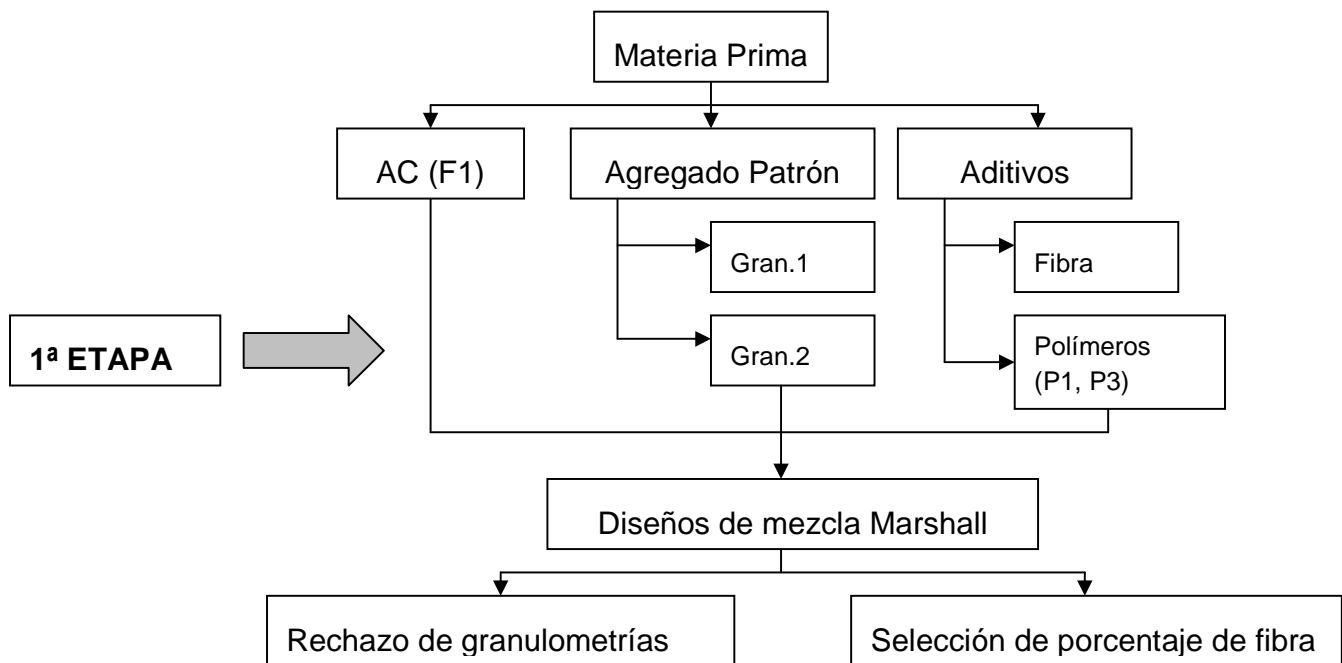 Materia Prima
AC (F1)
Agregado Patrón
Aditivos
Gran.1
Fibra
1ª ETAPA
Gran.2
Polímeros
(P1, P3)
Diseños de mezcla Marshall
Rechazo de granulometrías
Selección de porcentaje de fibra